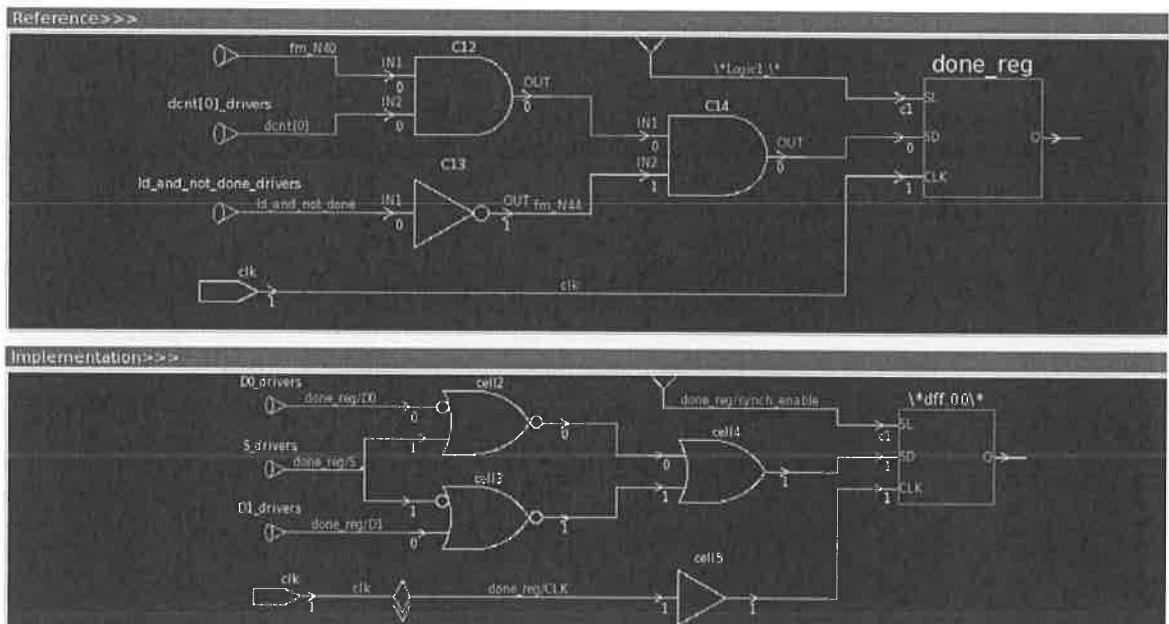 Reference>>>
fm_N40
C12
IN1
0
IN2
0
OUT
0
dcnt[0]_drivers
dcnt[0]
C13
ld_and_not_done_drivers
ld_and_not_done
IN1
0
OUT
1
fm_N44
\*Logic1_\*
C14
IN1
0
IN2
1
OUT
0
done_reg
SL
c1
SD
0
CLK
1
Q
clk
1
clk
Implementation>>>
D0_drivers
done_reg/D0
0
cell2
1
0
S_drivers
done_reg/S
cell3
1
1
D1_drivers
done_reg/D1
0
done_reg/synch_enable
cell4
0
1
1
\*dff.00\*
SL
c1
SD
1
CLK
1
Q
clk
1
clk
done_reg/CLK
1
cell5
1